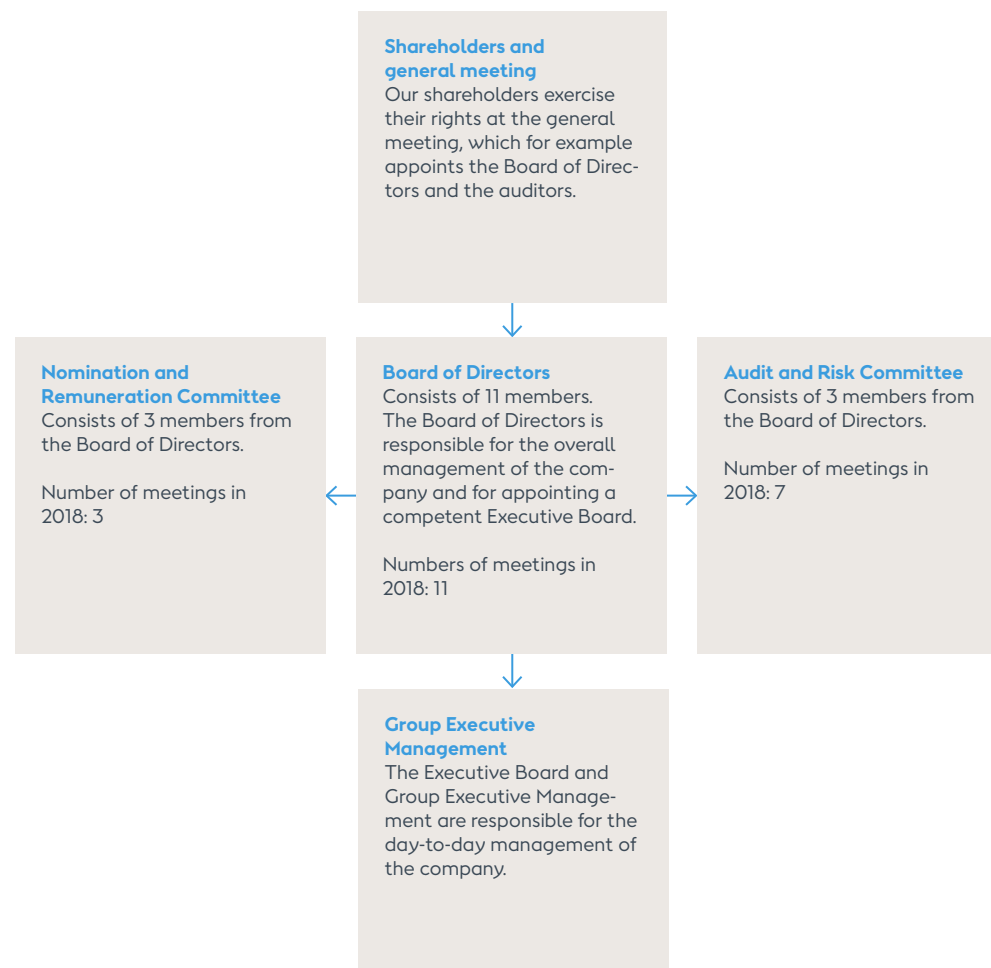 Shareholders and
general meeting
Our shareholders exercise
their rights at the general
meeting, which for example
appoints the Board of Direc-
tors and the auditors.
Nomination and
Remuneration Committee
Consists of 3 members from
the Board of Directors.
Number of meetings in
2018: 3
Board of Directors
Consists of 11 members.
The Board of Directors is
responsible for the overall
management of the com-
pany and for appointing a
competent Executive Board.
Numbers of meetings in
2018: 11
Audit and Risk Committee
Consists of 3 members from
the Board of Directors.
Number of meetings in
2018: 7
Group Executive
Management
The Executive Board and
Group Executive Manage-
ment are responsible for the
day-to-day management of
the company.